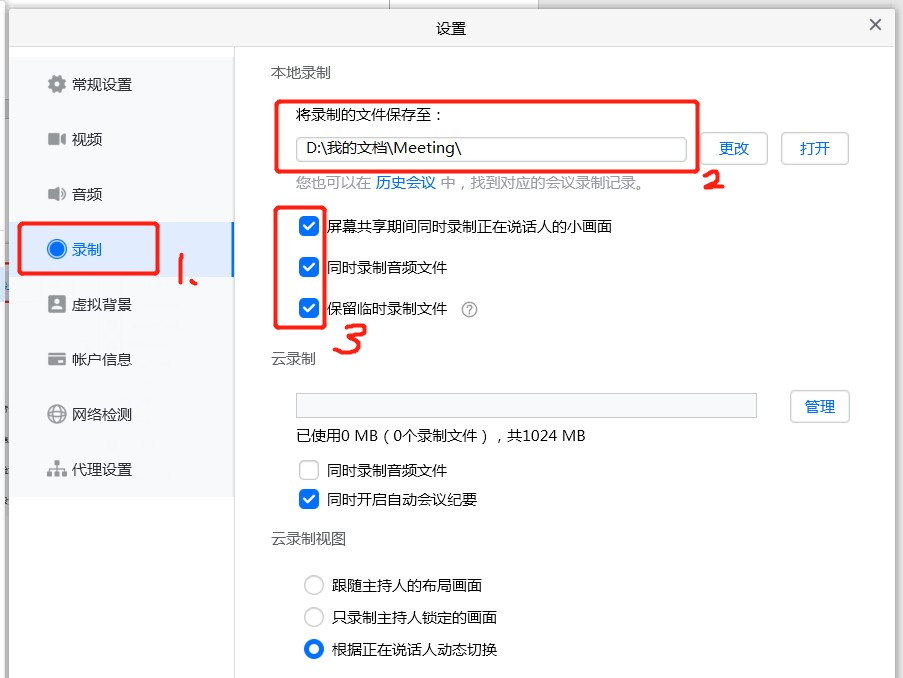 设置
常规设置
视频
音频
录制
虚拟背景
帐户信息
网络检测
代理设置
1.
本地录制
将录制的文件保存至：
D:\我的文档\Meeting\
更改
打开
2
您也可以在 历史会议 中，找到对应的会议录制记录。
屏幕共享期间同时录制正在说话人的小画面
同时录制音频文件
保留临时录制文件 ?
3
云录制
管理
已使用0 MB（0个录制文件），共1024 MB
同时录制音频文件
同时开启自动会议纪要
云录制视图
跟随主持人的布局画面
只录制主持人锁定的画面
根据正在说话人动态切换